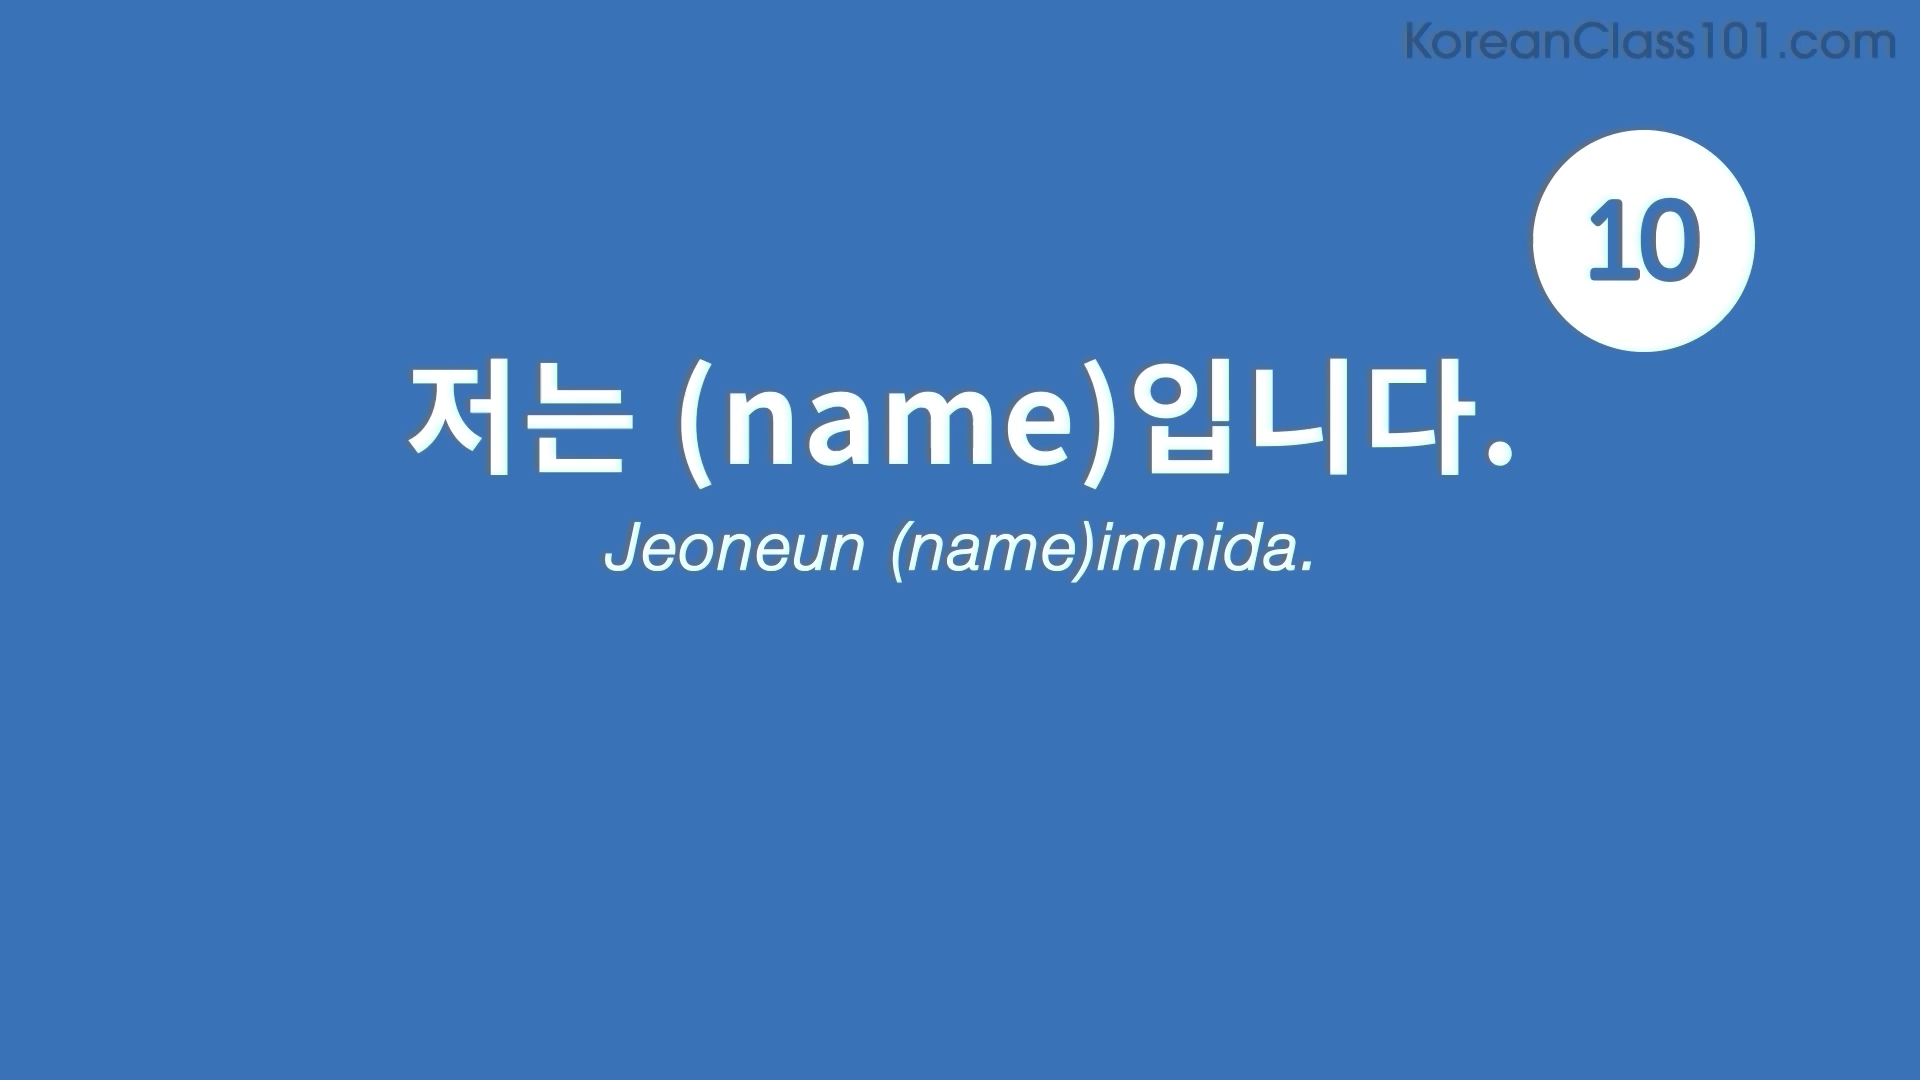 KoreanClass101.com
10
저는 (name)입니다.
Jeoneun (name)imnida.